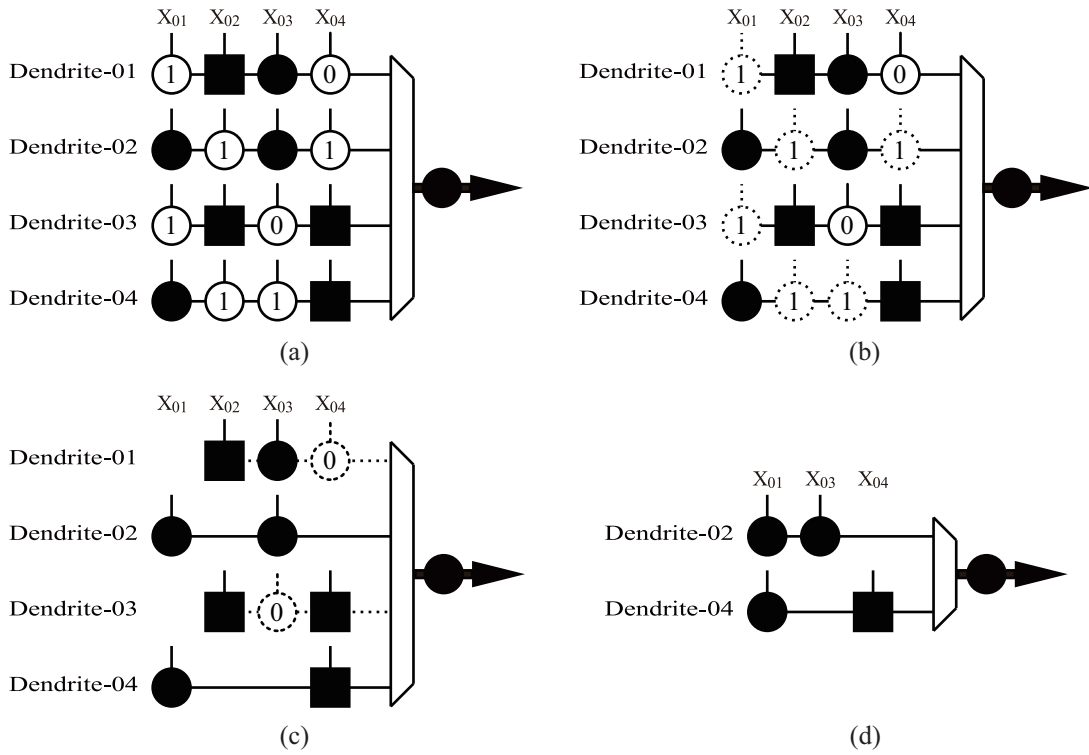 X01 X02 X03 X04
Dendrite-01 1 0
Dendrite-02 1 1
Dendrite-03 1 0
Dendrite-04 1 1
(a)
X01 X02 X03 X04
Dendrite-01 1 0
Dendrite-02 1 1
Dendrite-03 1 0
Dendrite-04 1 1
(b)
X01 X02 X03 X04
Dendrite-01 0
Dendrite-02
Dendrite-03 0
Dendrite-04
(c)
X01 X03 X04
Dendrite-02
Dendrite-04
(d)